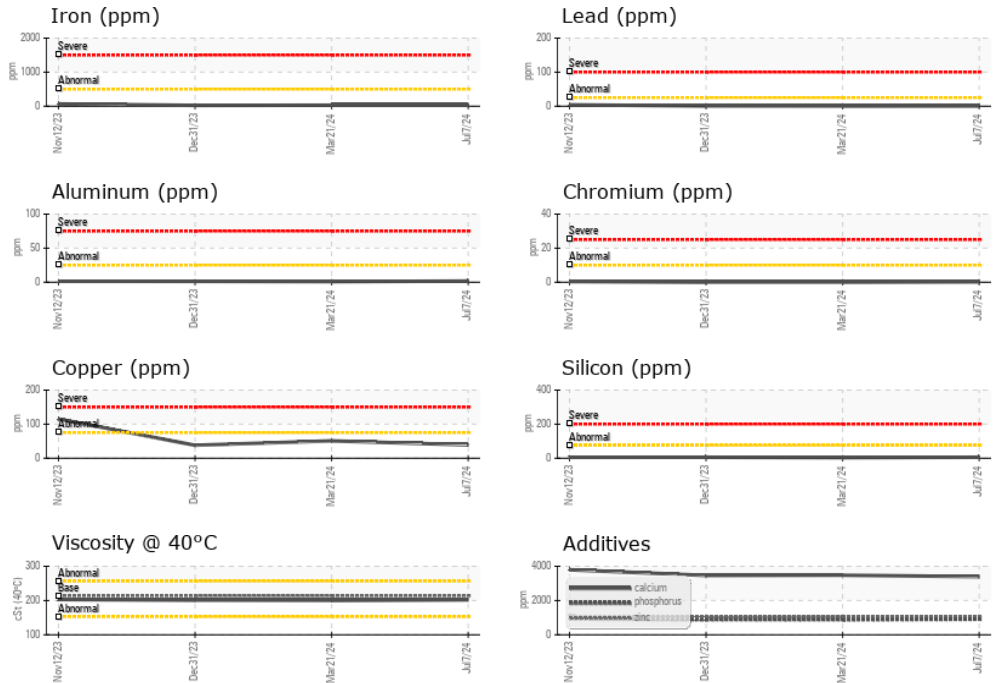 Iron (ppm)
2000
1000
0
ppm
Severe
Abnormal
Nov12/23
Dec31/23
Mar21/24
Jul7/24
Lead (ppm)
200
100
0
ppm
Severe
Abnormal
Nov12/23
Dec31/23
Mar21/24
Jul7/24
Aluminum (ppm)
100
50
0
ppm
Severe
Abnormal
Nov12/23
Dec31/23
Mar21/24
Jul7/24
Chromium (ppm)
40
20
0
ppm
Severe
Abnormal
Nov12/23
Dec31/23
Mar21/24
Jul7/24
Copper (ppm)
200
100
0
ppm
Severe
Abnormal
Nov12/23
Dec31/23
Mar21/24
Jul7/24
Silicon (ppm)
400
200
0
ppm
Severe
Abnormal
Nov12/23
Dec31/23
Mar21/24
Jul7/24
Viscosity @ 40°C
300
200
100
cSt (40°C)
Abnormal
Base
Abnormal
Nov12/23
Dec31/23
Mar21/24
Jul7/24
Additives
4000
2000
0
ppm
calcium
phosphorus
zinc
Nov12/23
Dec31/23
Mar21/24
Jul7/24